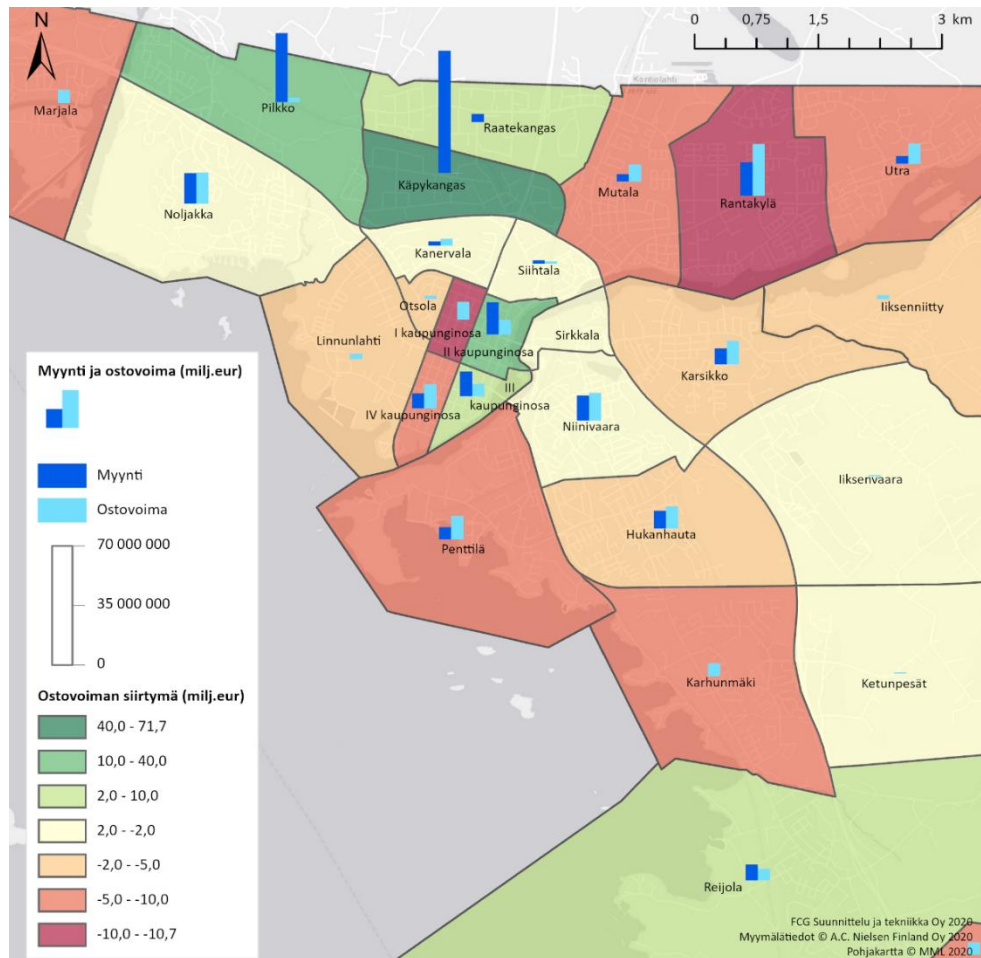 N
0 0,75 1,5 3 km
Kontiolahti
Marjala
Pilkko
Raatekangas
Käpykangas
Mutala
Rantakylä
Utra
Noljakka
Kanervala
Siihtala
Iiksenniitty
Otsola
I kaupunginosa
Linnunlahti
II kaupunginosa
Sirkkala
Karsikko
III
kaupunginosa
IV kaupunginosa
Niinivaara
Iiksenvaara
Penttilä
Hukanhauta
Karhunmäki
Ketunpesät
Reijola
Myynti ja ostovoima (milj.eur)
Myynti
Ostovoima
70 000 000
35 000 000
0
Ostovoiman siirtymä (milj.eur)
40,0 - 71,7
10,0 - 40,0
2,0 - 10,0
2,0 - -2,0
-2,0 - -5,0
-5,0 - -10,0
-10,0 - -10,7
FCG Suunnittelu ja tekniikka Oy 2020
Myymälätiedot © A.C. Nielsen Finland Oy 2020
Pohjakartta © MML 2020